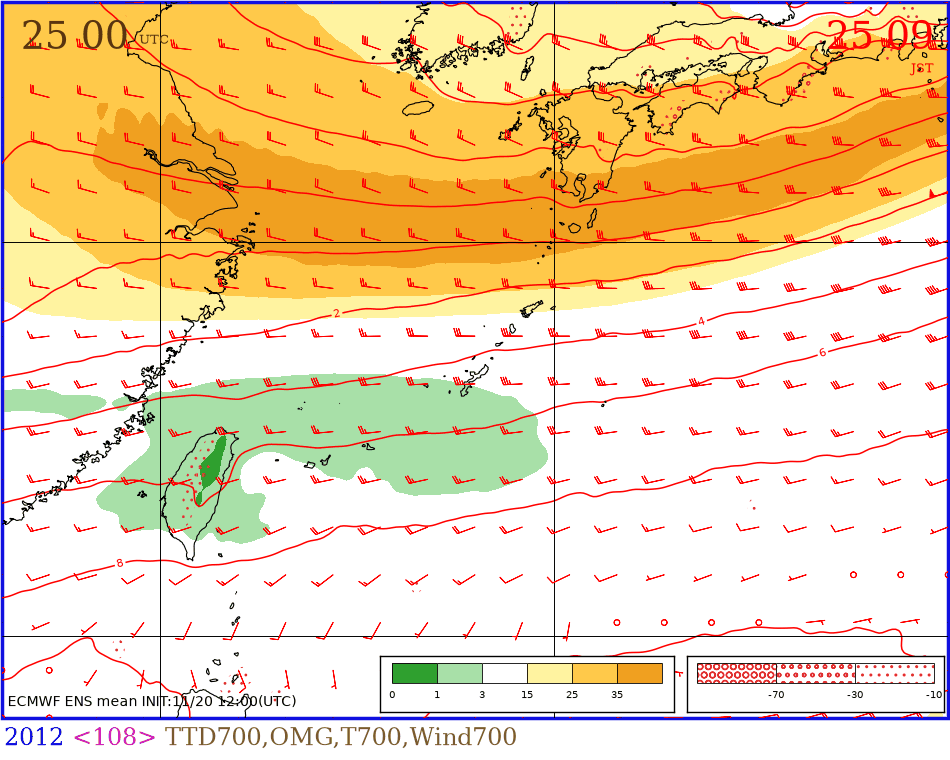 25 00 UTC
25 09 JST
2
4
6
8
ECMWF ENS mean INIT:11/20 12:00(UTC)
0 1 3 15 25 35
-70 -30 -10
2012 <108> TTD700,OMG,T700,Wind700